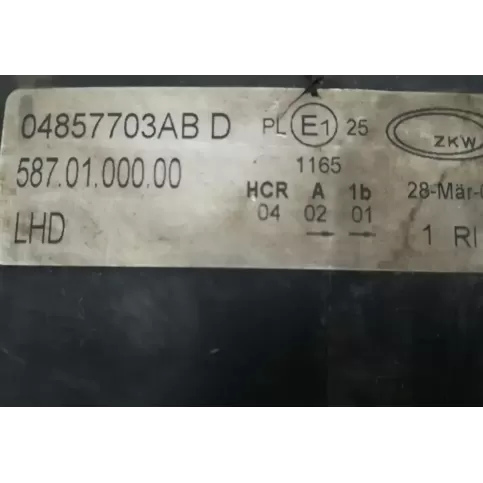 04857703AB D PL E1 25 ZKW
1165
587.01.000.00 HCR A 1b 28-Mär-
04 02 01
LHD → → 1 RI